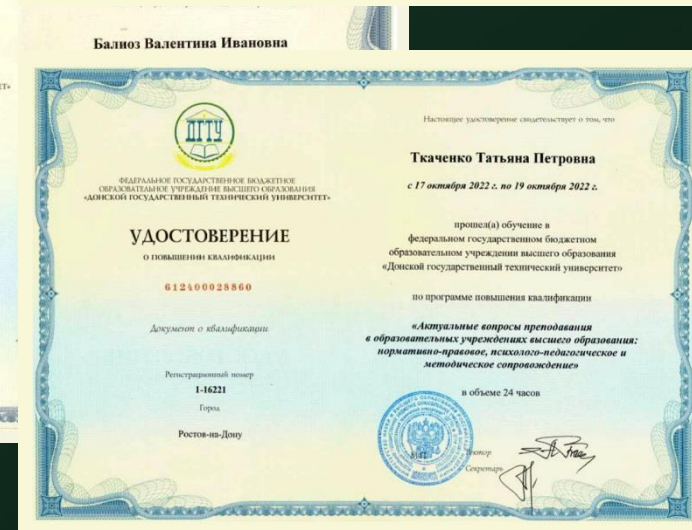 Балиоз Валентина Ивановна
ДГТУ
ФЕДЕРАЛЬНОЕ ГОСУДАРСТВЕННОЕ БЮДЖЕТНОЕ
ОБРАЗОВАТЕЛЬНОЕ УЧРЕЖДЕНИЕ ВЫСШЕГО ОБРАЗОВАНИЯ
«ДОНСКОЙ ГОСУДАРСТВЕННЫЙ ТЕХНИЧЕСКИЙ УНИВЕРСИТЕТ»
УДОСТОВЕРЕНИЕ
О ПОВЫШЕНИИ КВАЛИФИКАЦИИ
612400028860
Документ о квалификации
Регистрационный номер
1-16221
Город
Ростов-на-Дону
Настоящее удостоверение свидетельствует о том, что
Ткаченко Татьяна Петровна
с 17 октября 2022 г. по 19 октября 2022 г.
прошел(а) обучение в
федеральном государственном бюджетном
образовательном учреждении высшего образования
«Донской государственный технический университет»
по программе повышения квалификации
«Актуальные вопросы преподавания
в образовательных учреждениях высшего образования:
нормативно-правовое, психолого-педагогическое и
методическое сопровождение»
в объеме 24 часов
Ректор
Секретарь